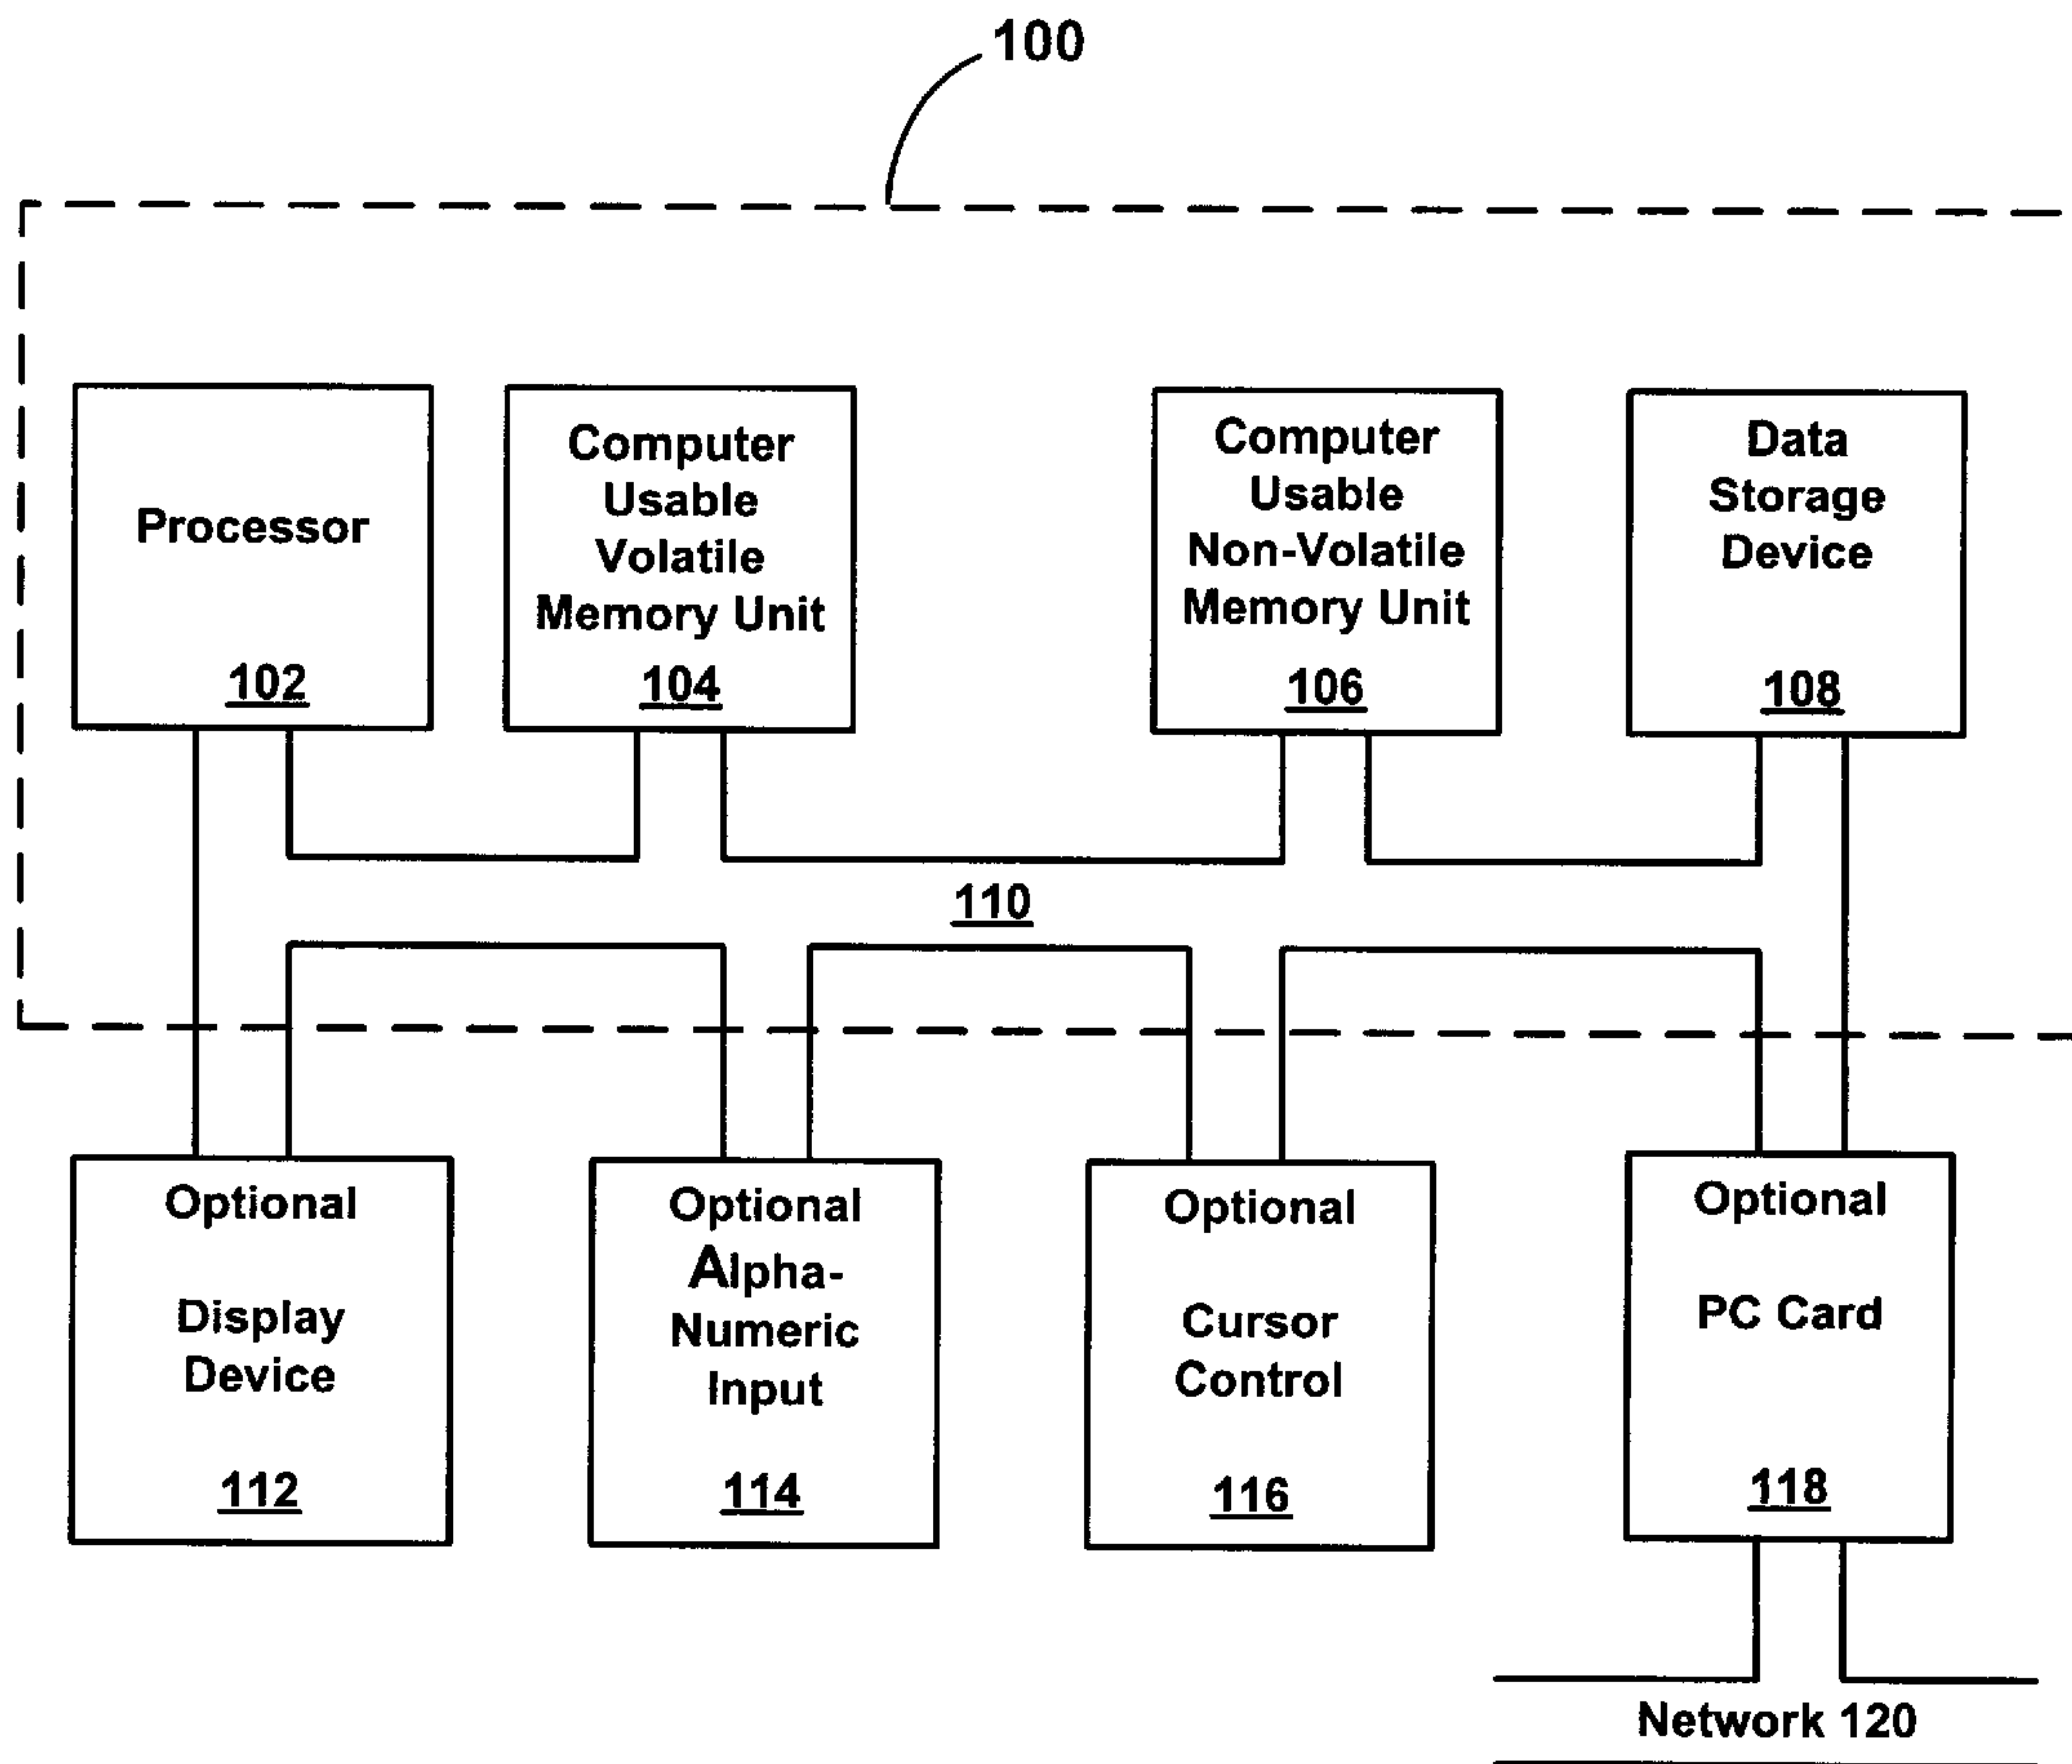 100
Processor
102
Computer
Usable
Volatile
Memory Unit
104
Computer
Usable
Non-Volatile
Memory Unit
106
Data
Storage
Device
108
110
Optional
Display
Device
112
Optional
Alpha-
Numeric
Input
114
Optional
Cursor
Control
116
Optional
PC Card
118
Network 120